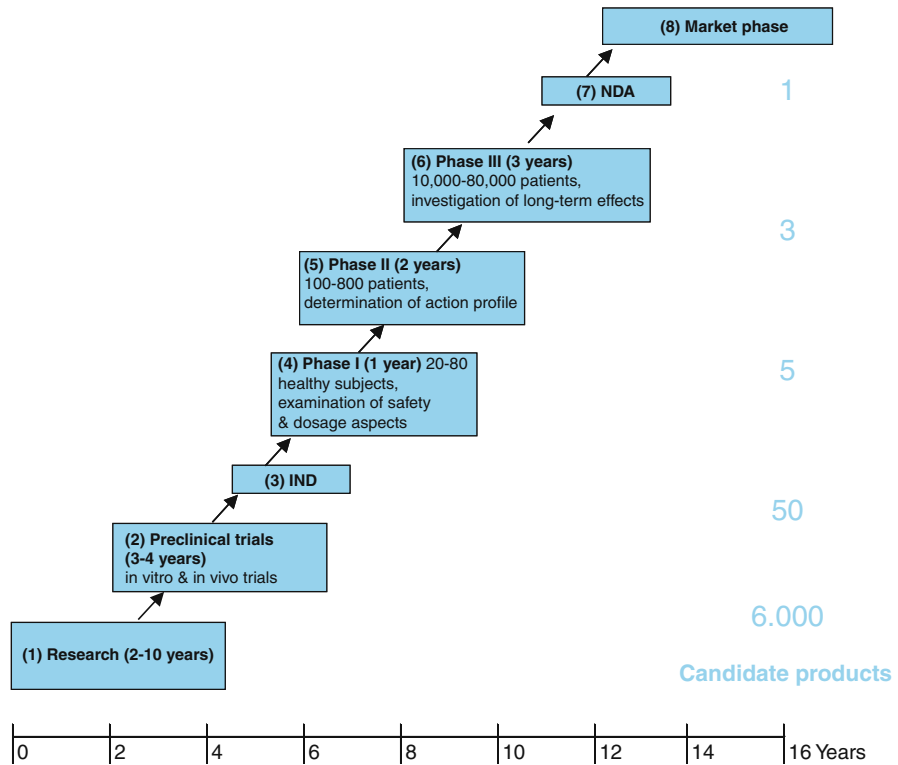 (8) Market phase
1
(7) NDA
(6) Phase III (3 years)
10,000-80,000 patients,
investigation of long-term effects
3
(5) Phase II (2 years)
100-800 patients,
determination of action profile
(4) Phase I (1 year) 20-80
healthy subjects,
examination of safety
& dosage aspects
5
(3) IND
50
(2) Preclinical trials
(3-4 years)
in vitro & in vivo trials
6.000
(1) Research (2-10 years)
Candidate products
0 2 4 6 8 10 12 14 16 Years